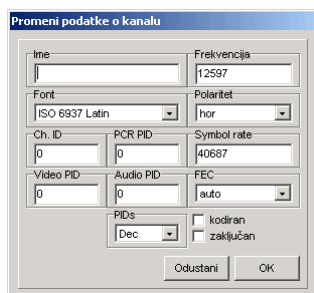 Promeni podatke o kanalu
Ime
Frekvencija
12597
Font
Polaritet
ISO 6937 Latin
hor
Ch. ID
PCR PID
Symbol rate
0
0
40687
Video PID
Audio PID
FEC
0
0
auto
PIDs
Dec
kodiran
zaključan
Odustani
OK